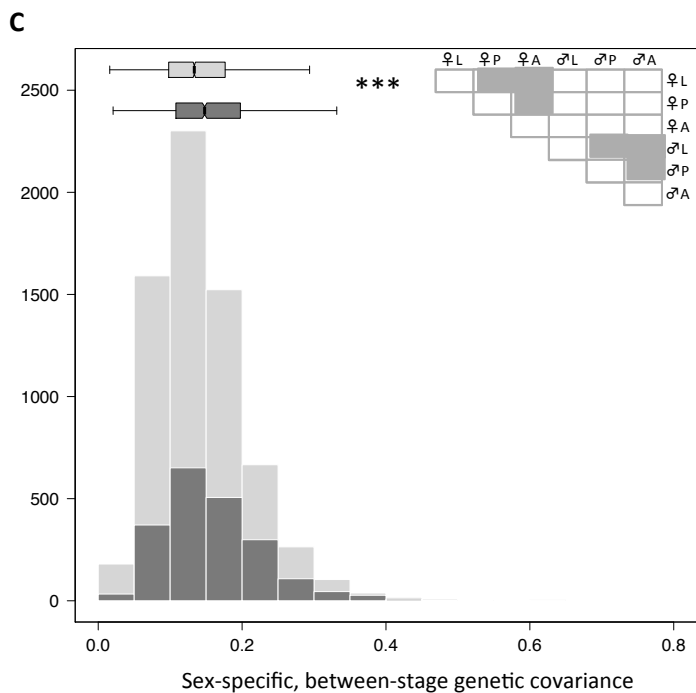 C
♀L ♀P ♀A ♂L ♂P ♂A
♀L
2500
***
♀P
♀A
♂L
♂P
2000
♂A
1500
1000
500
0
0.0 0.2 0.4 0.6 0.8
Sex-specific, between-stage genetic covariance